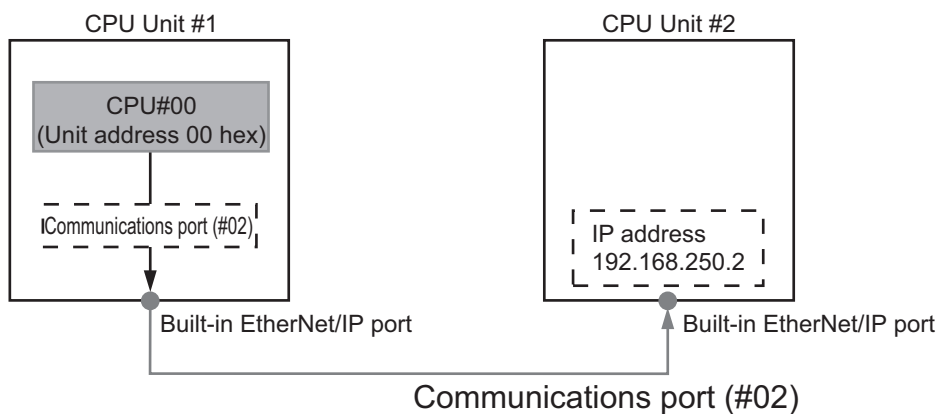 CPU Unit #1
CPU Unit #2
CPU#00
(Unit address 00 hex)
Communications port (#02)
IP address
192.168.250.2
Built-in EtherNet/IP port
Built-in EtherNet/IP port
Communications port (#02)